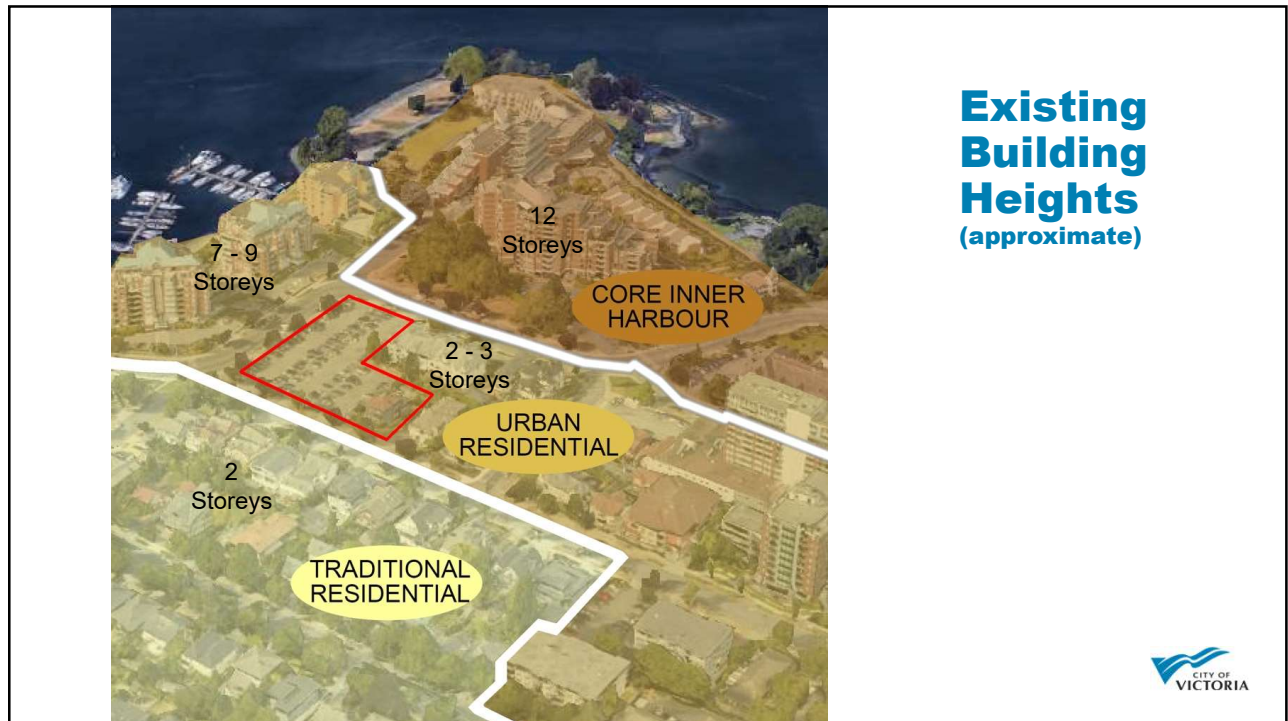 Existing
Building
Heights
(approximate)
12
Storeys
7 - 9
Storeys
CORE INNER
HARBOUR
2 - 3
Storeys
URBAN
RESIDENTIAL
2
Storeys
TRADITIONAL
RESIDENTIAL
CITY OF
VICTORIA